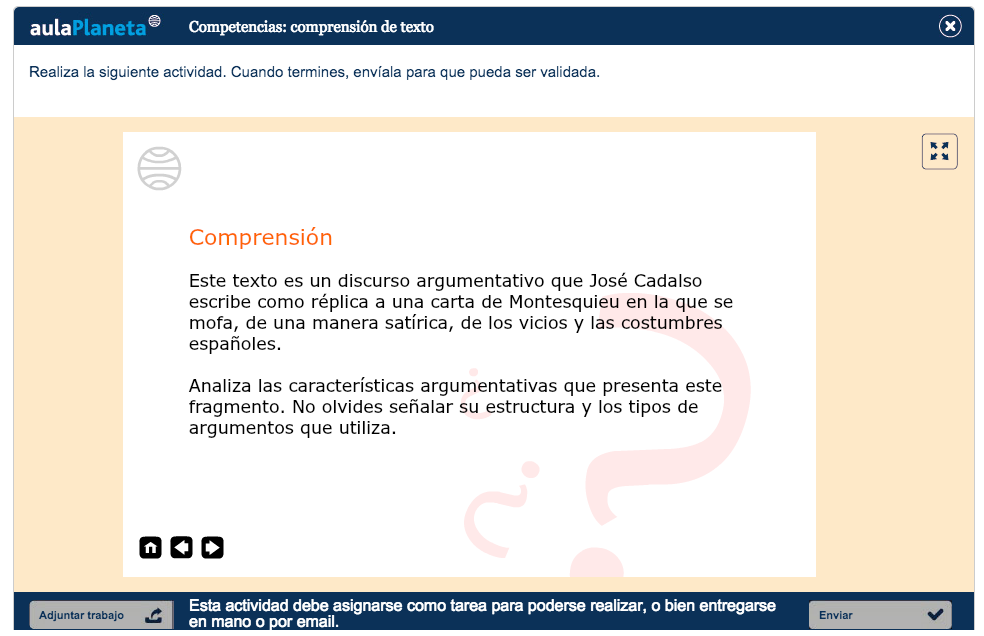 aulaPlaneta
Competencias: comprensión de texto
Realiza la siguiente actividad. Cuando termines, envíala para que pueda ser validada.
Comprensión
Este texto es un discurso argumentativo que José Cadalso
escribe como réplica a una carta de Montesquieu en la que se
mofa, de una manera satírica, de los vicios y las costumbres
españoles.
Analiza las características argumentativas que presenta este
fragmento. No olvides señalar su estructura y los tipos de
argumentos que utiliza.
Adjuntar trabajo
Esta actividad debe asignarse como tarea para poderse realizar, o bien entregarse
en mano o por email.
Enviar